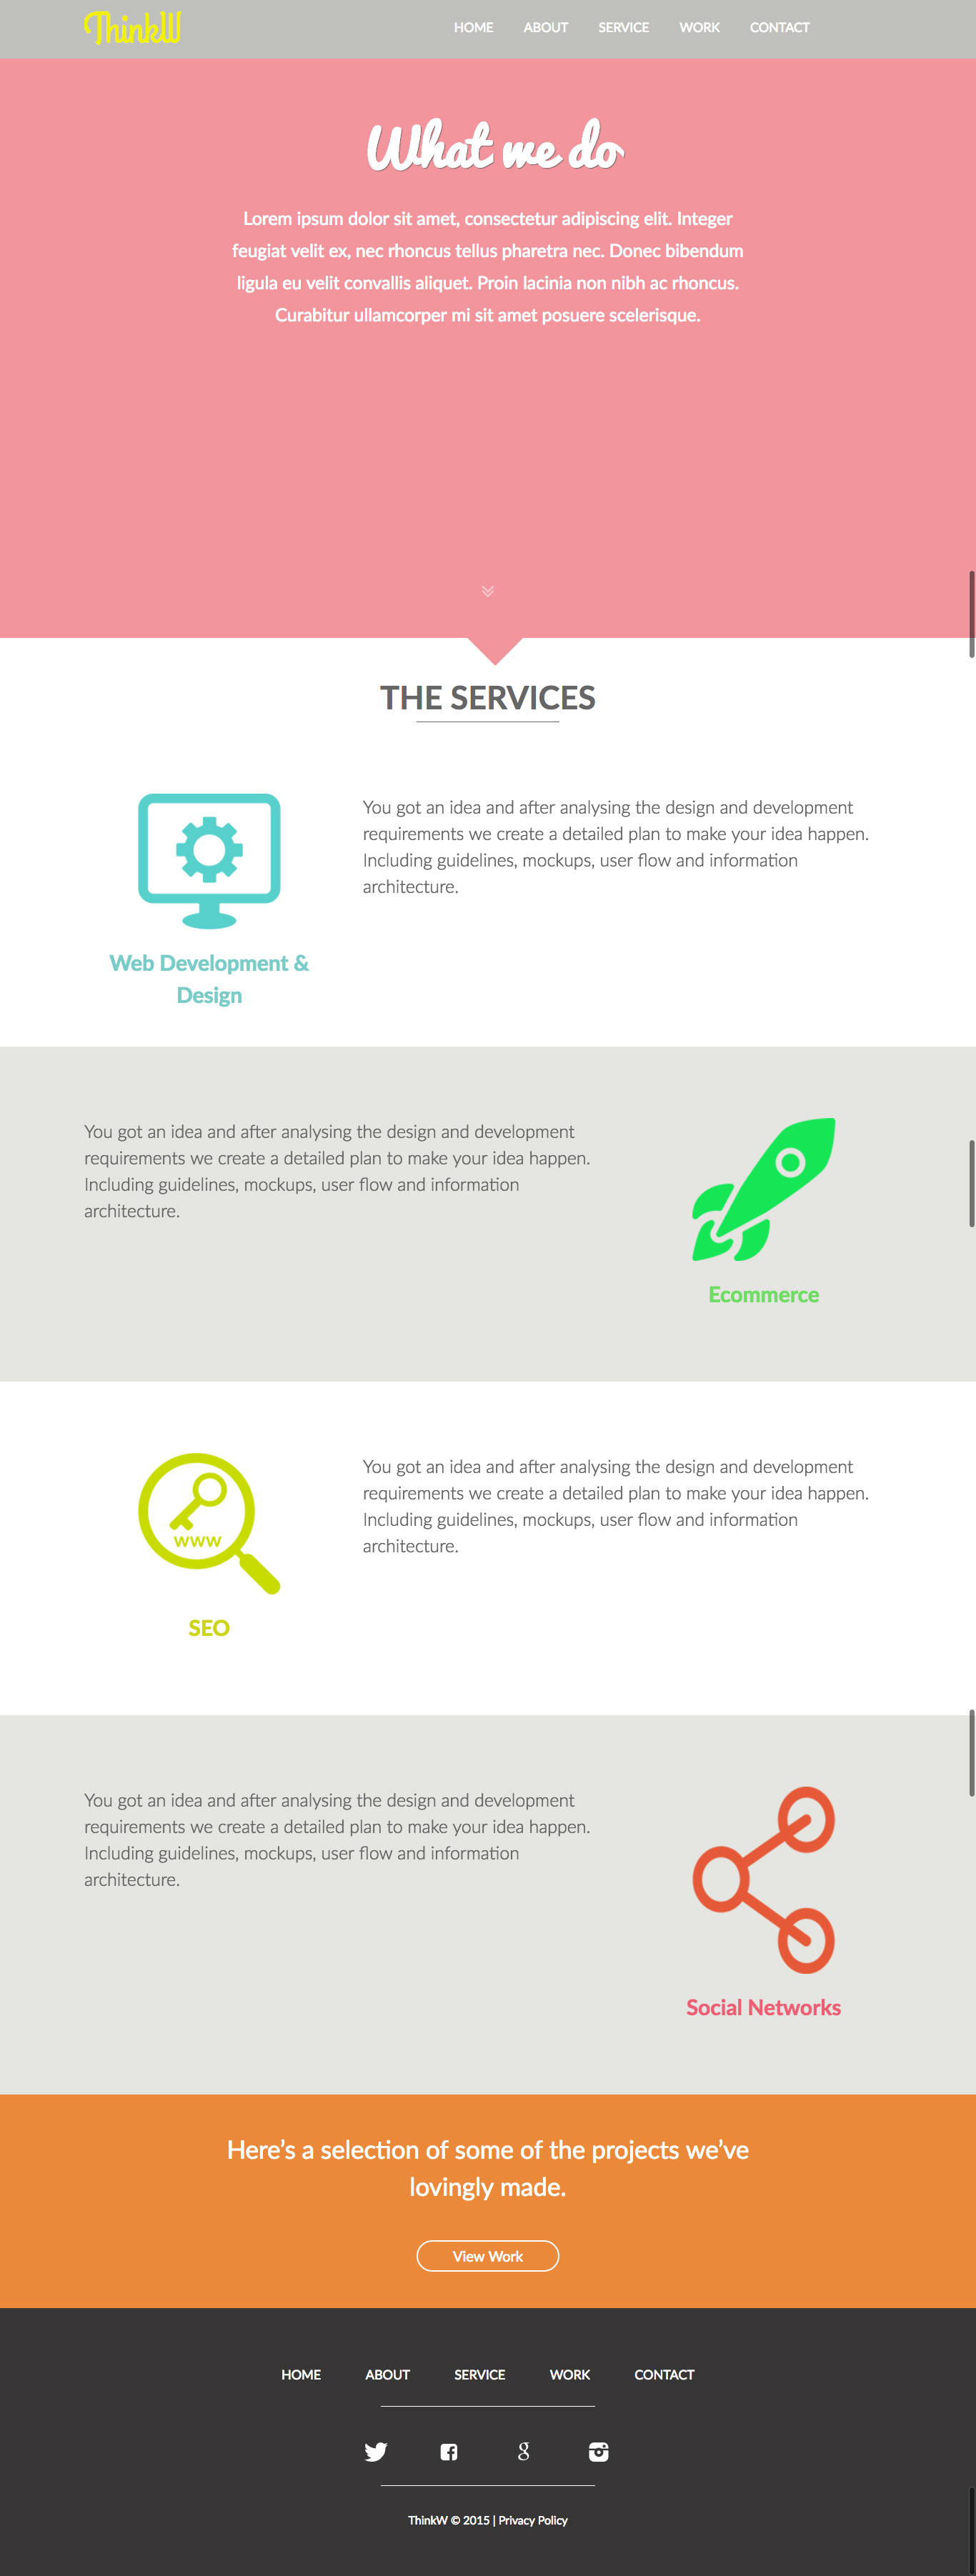 ThinkW
HOME ABOUT SERVICE WORK CONTACT
What we do
Lorem ipsum dolor sit amet, consectetur adipiscing elit. Integer
feugiat velit ex, nec rhoncus tellus pharetra nec. Donec bibendum
ligula eu velit convallis aliquet. Proin lacinia non nibh ac rhoncus.
Curabitur ullamcorper mi sit amet posuere scelerisque.
THE SERVICES
You got an idea and after analysing the design and development
requirements we create a detailed plan to make your idea happen.
Including guidelines, mockups, user flow and information
architecture.
Web Development &
Design
You got an idea and after analysing the design and development
requirements we create a detailed plan to make your idea happen.
Including guidelines, mockups, user flow and information
architecture.
Ecommerce
You got an idea and after analysing the design and development
requirements we create a detailed plan to make your idea happen.
Including guidelines, mockups, user flow and information
architecture.
www
SEO
You got an idea and after analysing the design and development
requirements we create a detailed plan to make your idea happen.
Including guidelines, mockups, user flow and information
architecture.
Social Networks
Here’s a selection of some of the projects we’ve
lovingly made.
View Work
HOME ABOUT SERVICE WORK CONTACT
ThinkW © 2015 | Privacy Policy